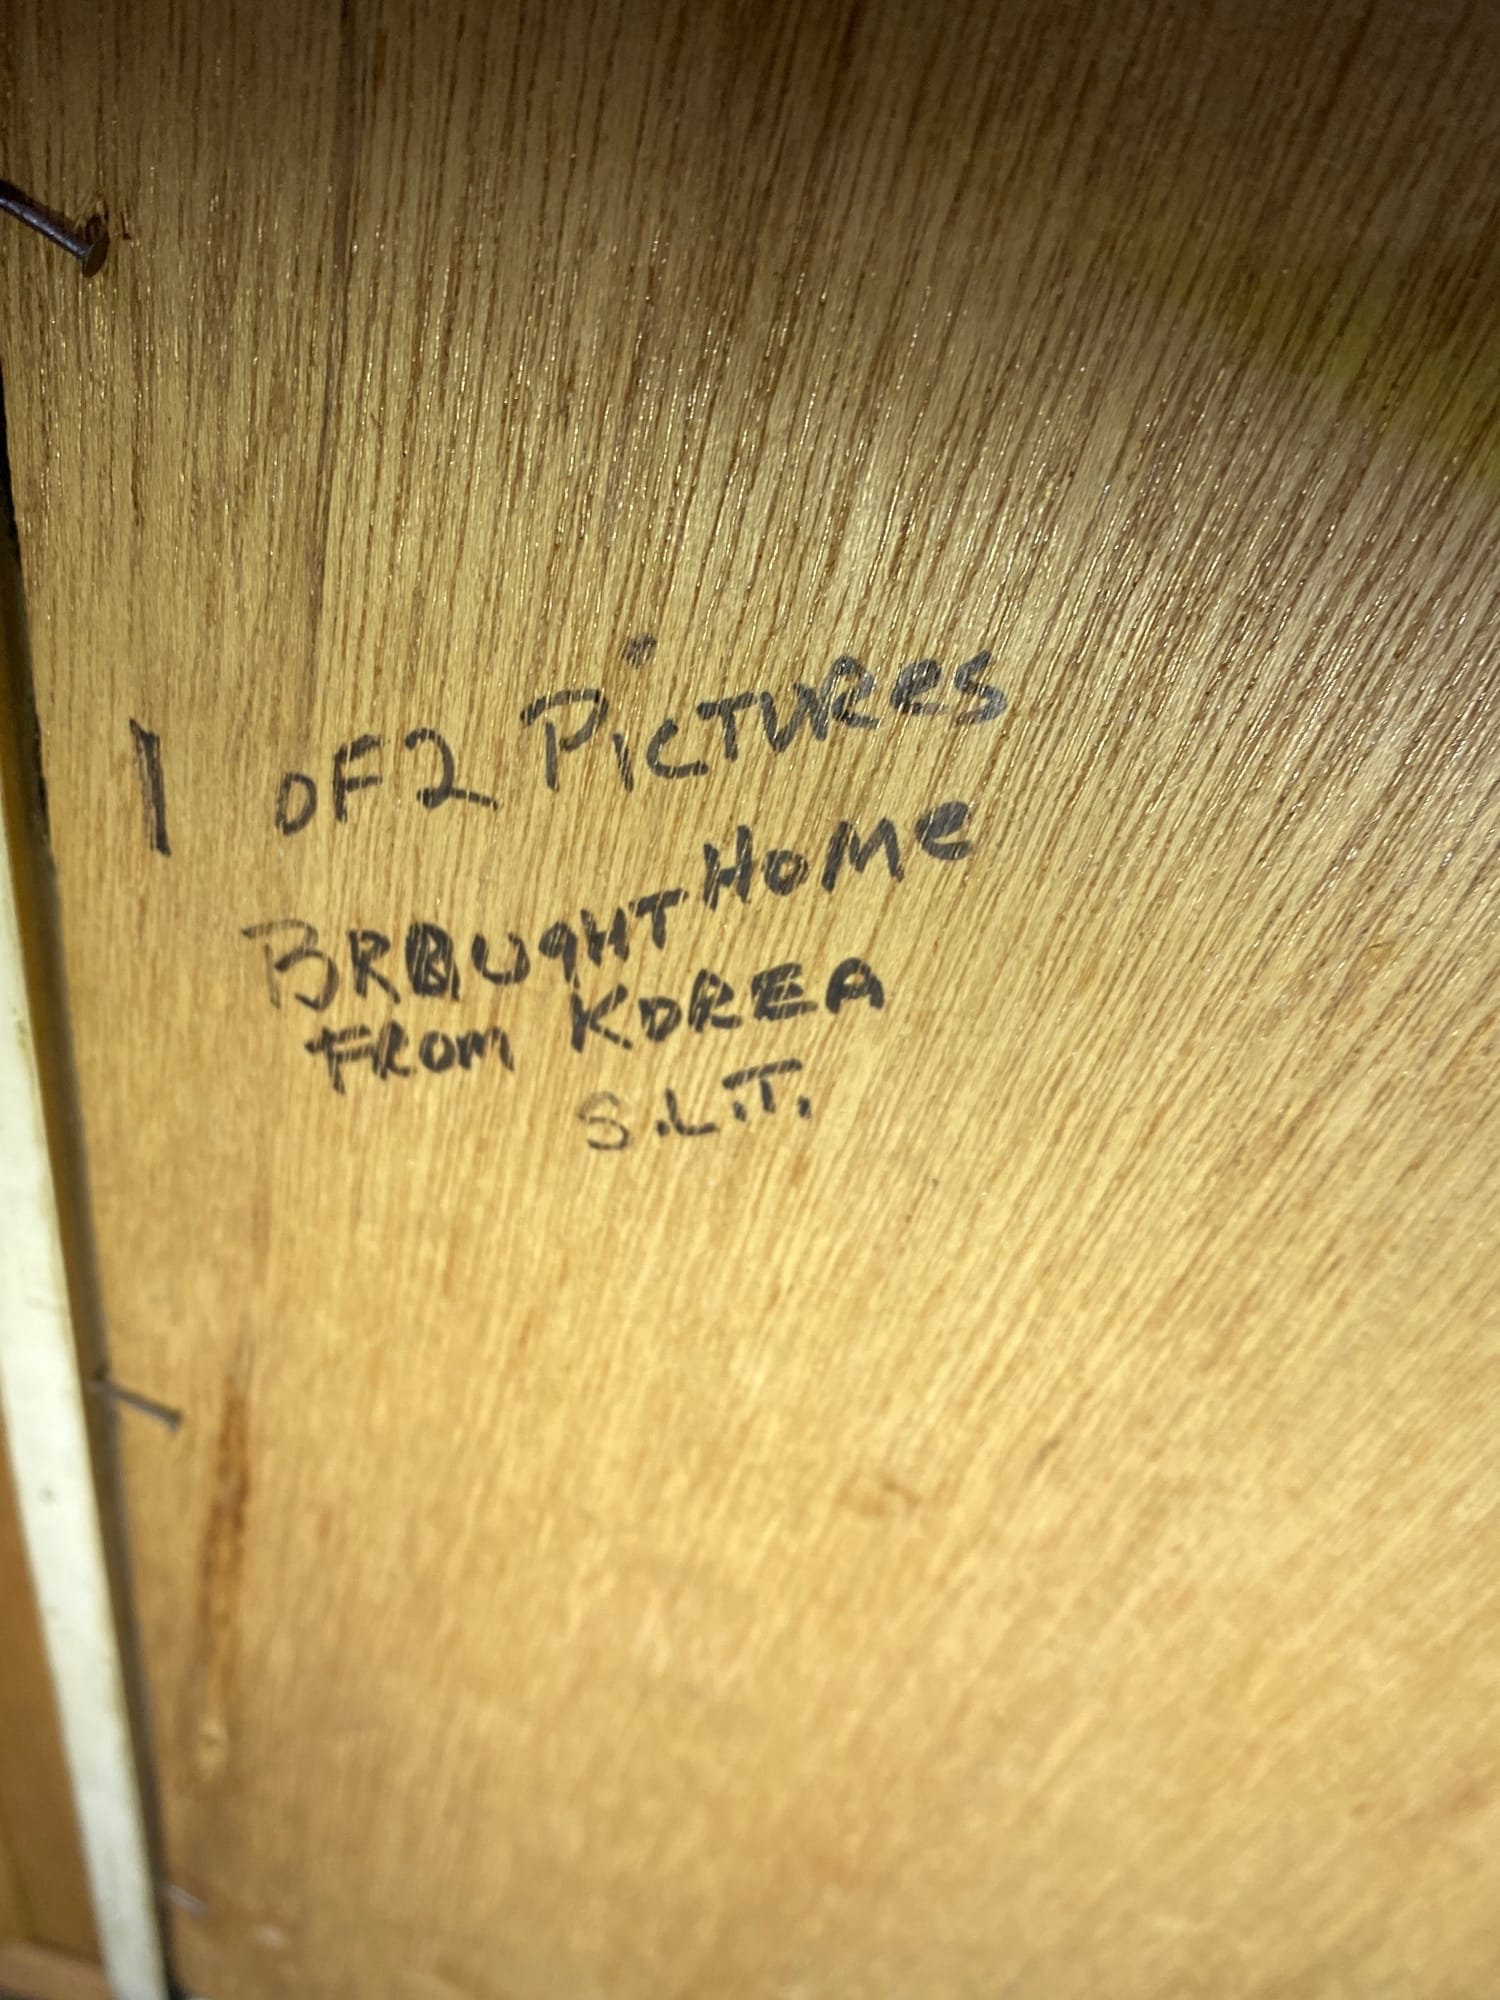 1 OF 2 PiCTUReS
BROUgHT HOMe
FROm KOREA
S.L.T.